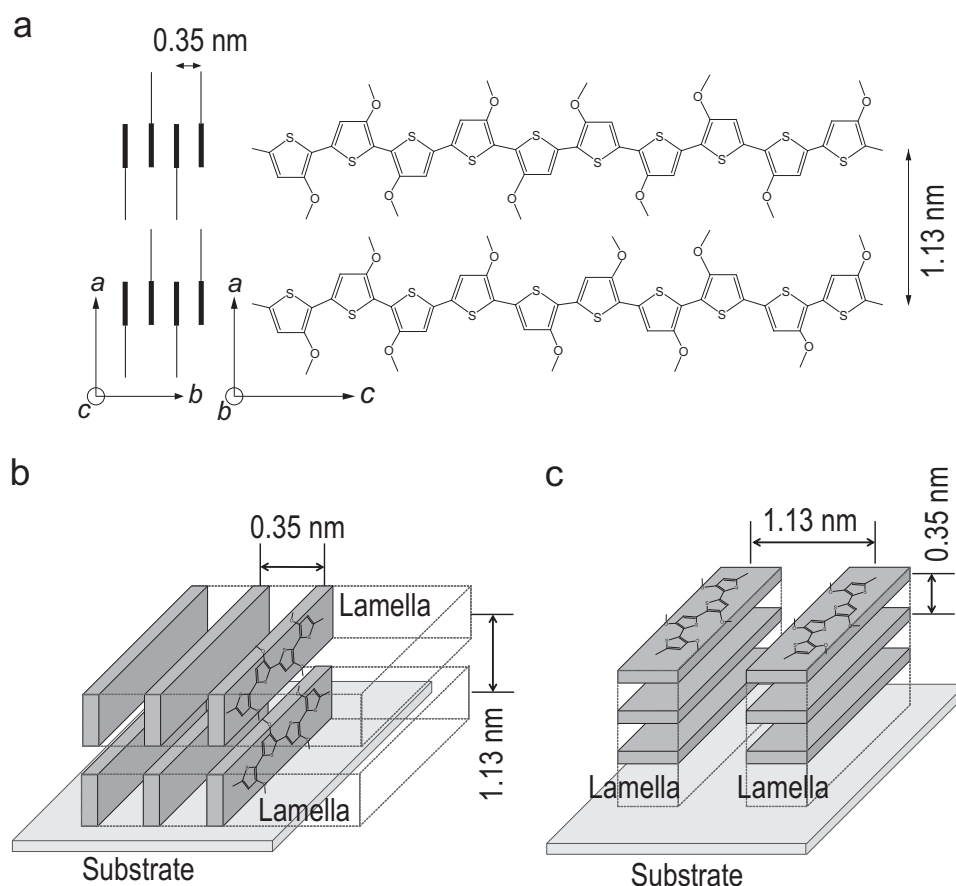 a
0.35 nm
1.13 nm
a
c
b
a
b
c
b
0.35 nm
Lamella
Lamella
1.13 nm
Substrate
c
1.13 nm
0.35 nm
Lamella
Lamella
Substrate